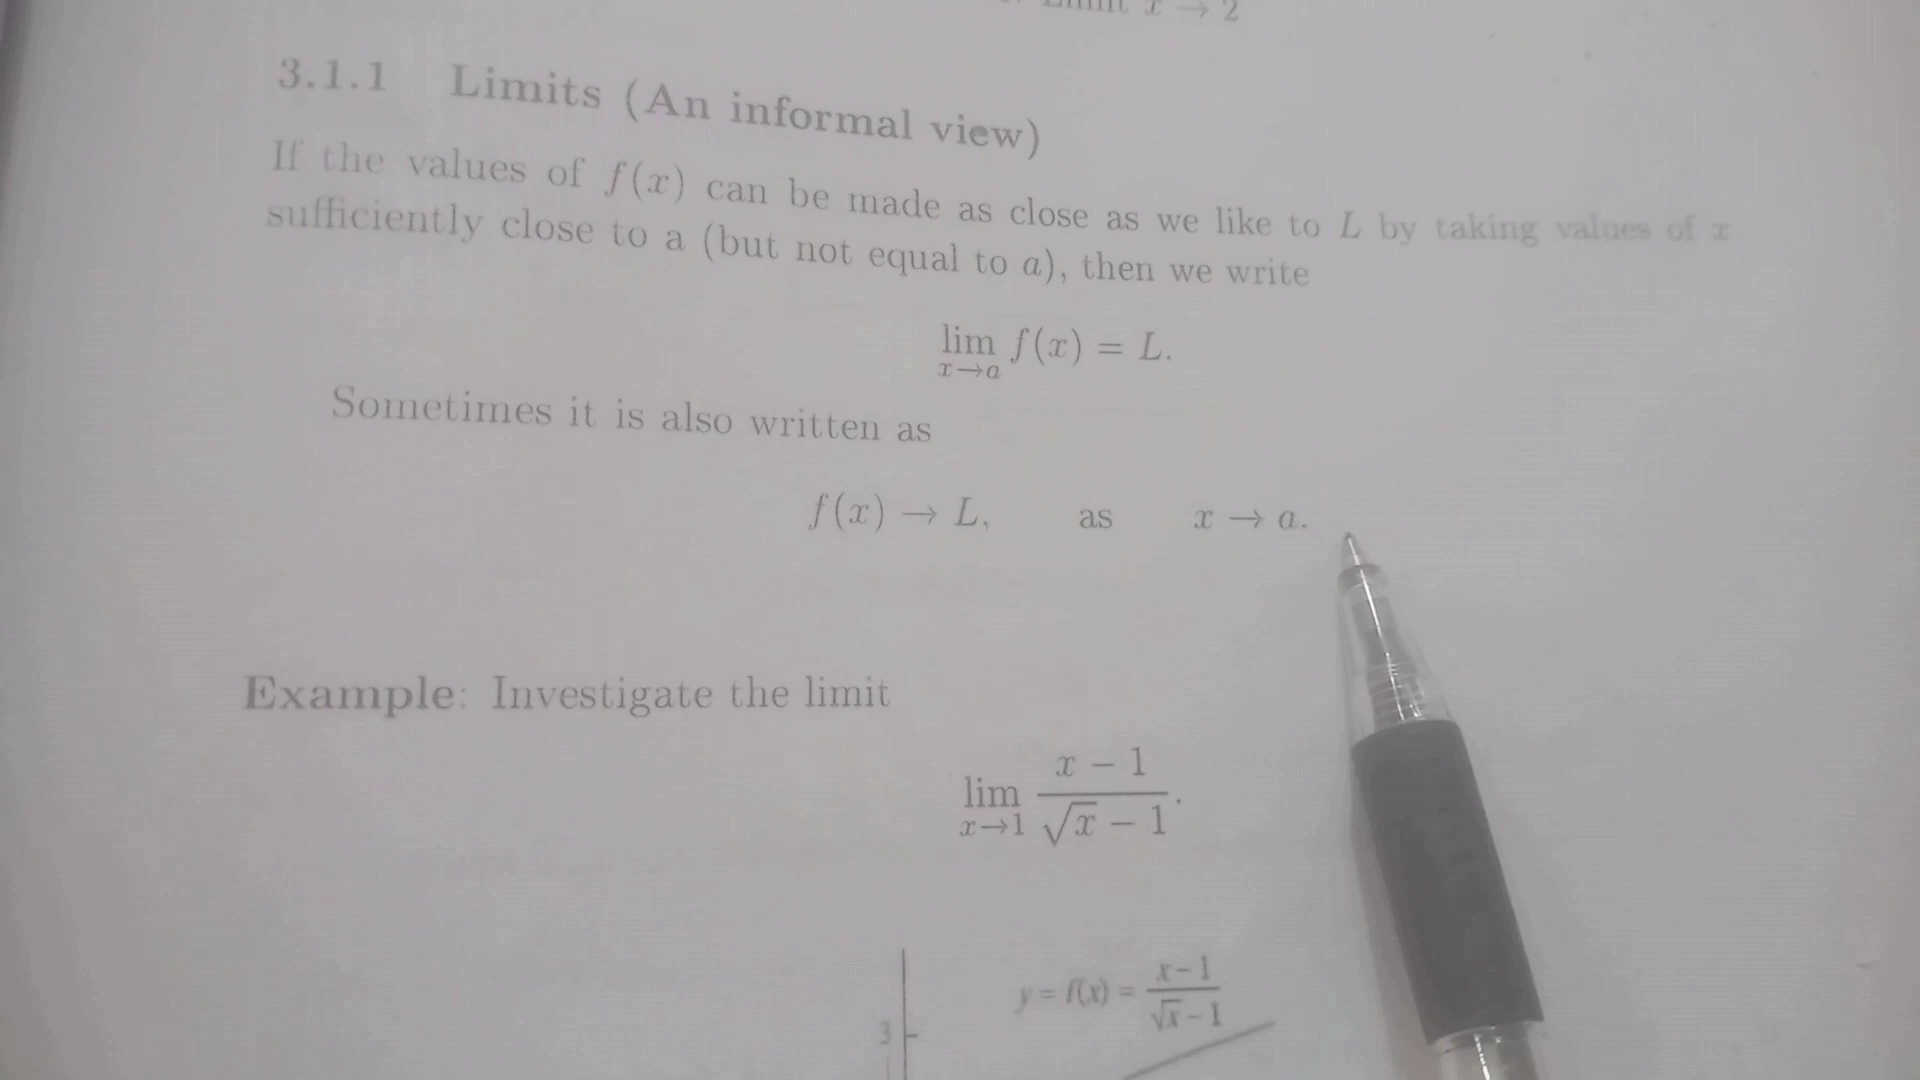 x → 2
3.1.1 Limits (An informal view)
If the values of f(x) can be made as close as we like to L by taking values of x
sufficiently close to a (but not equal to a), then we write
lim x→a f(x) = L.
Sometimes it is also written as
f(x) → L, as x → a.
Example: Investigate the limit
lim x→1 (x − 1)/(√x − 1).
y = f(x) = (x−1)/(√x−1)
3